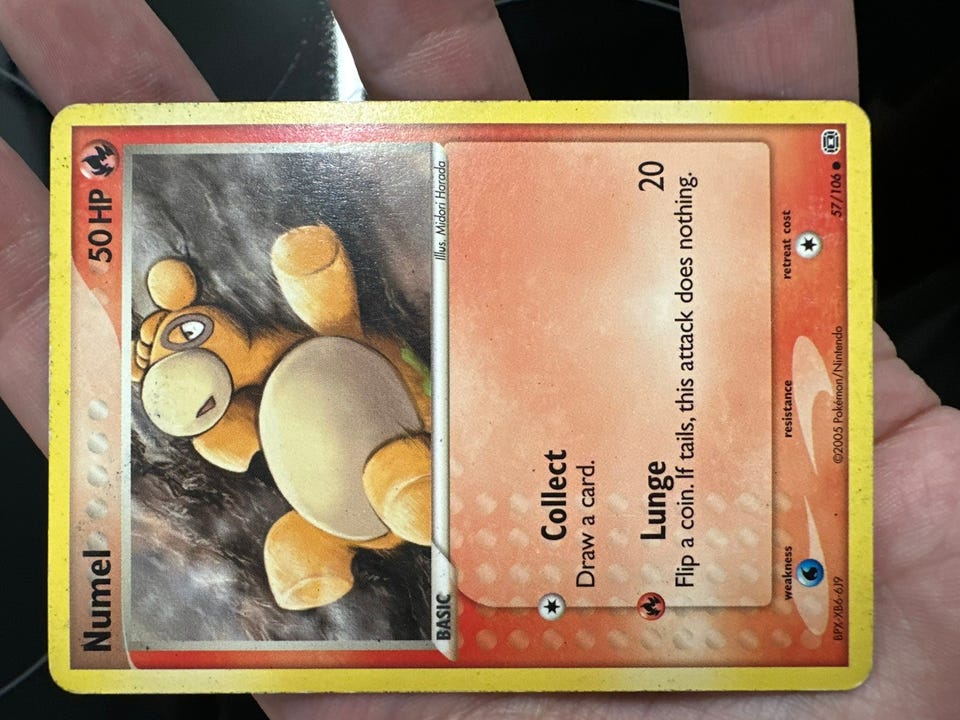 Numel 50 HP
Illus. Midori Harada
BASIC
Collect
Draw a card.
Lunge 20
Flip a coin. If tails, this attack does nothing.
weakness resistance retreat cost
BPX-XB6-6J9 ©2005 Pokémon/Nintendo 57/106